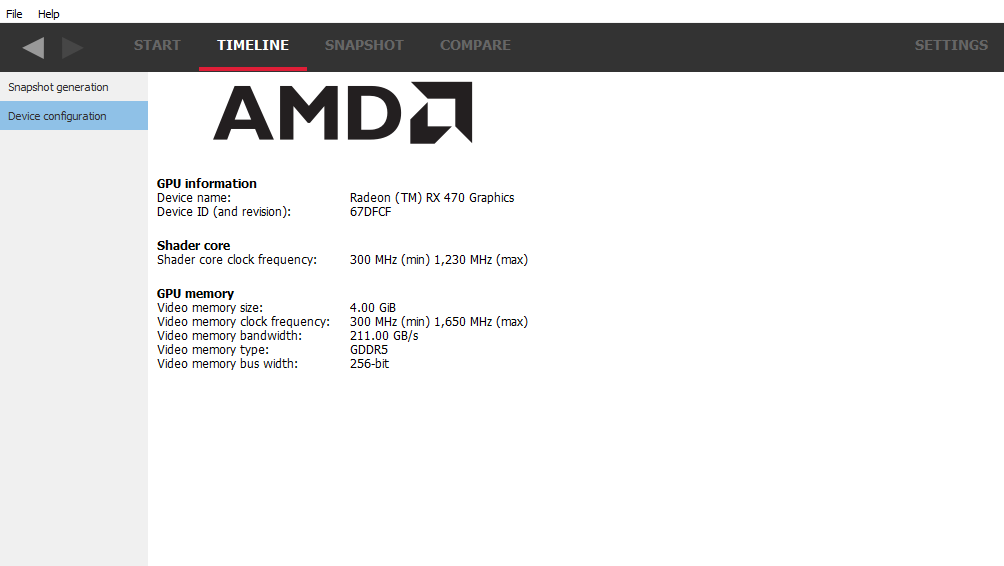 File Help
START TIMELINE SNAPSHOT COMPARE SETTINGS
Snapshot generation
Device configuration
AMD
GPU information
Device name: Radeon (TM) RX 470 Graphics
Device ID (and revision): 67DFCF
Shader core
Shader core clock frequency: 300 MHz (min) 1,230 MHz (max)
GPU memory
Video memory size: 4.00 GiB
Video memory clock frequency: 300 MHz (min) 1,650 MHz (max)
Video memory bandwidth: 211.00 GB/s
Video memory type: GDDR5
Video memory bus width: 256-bit